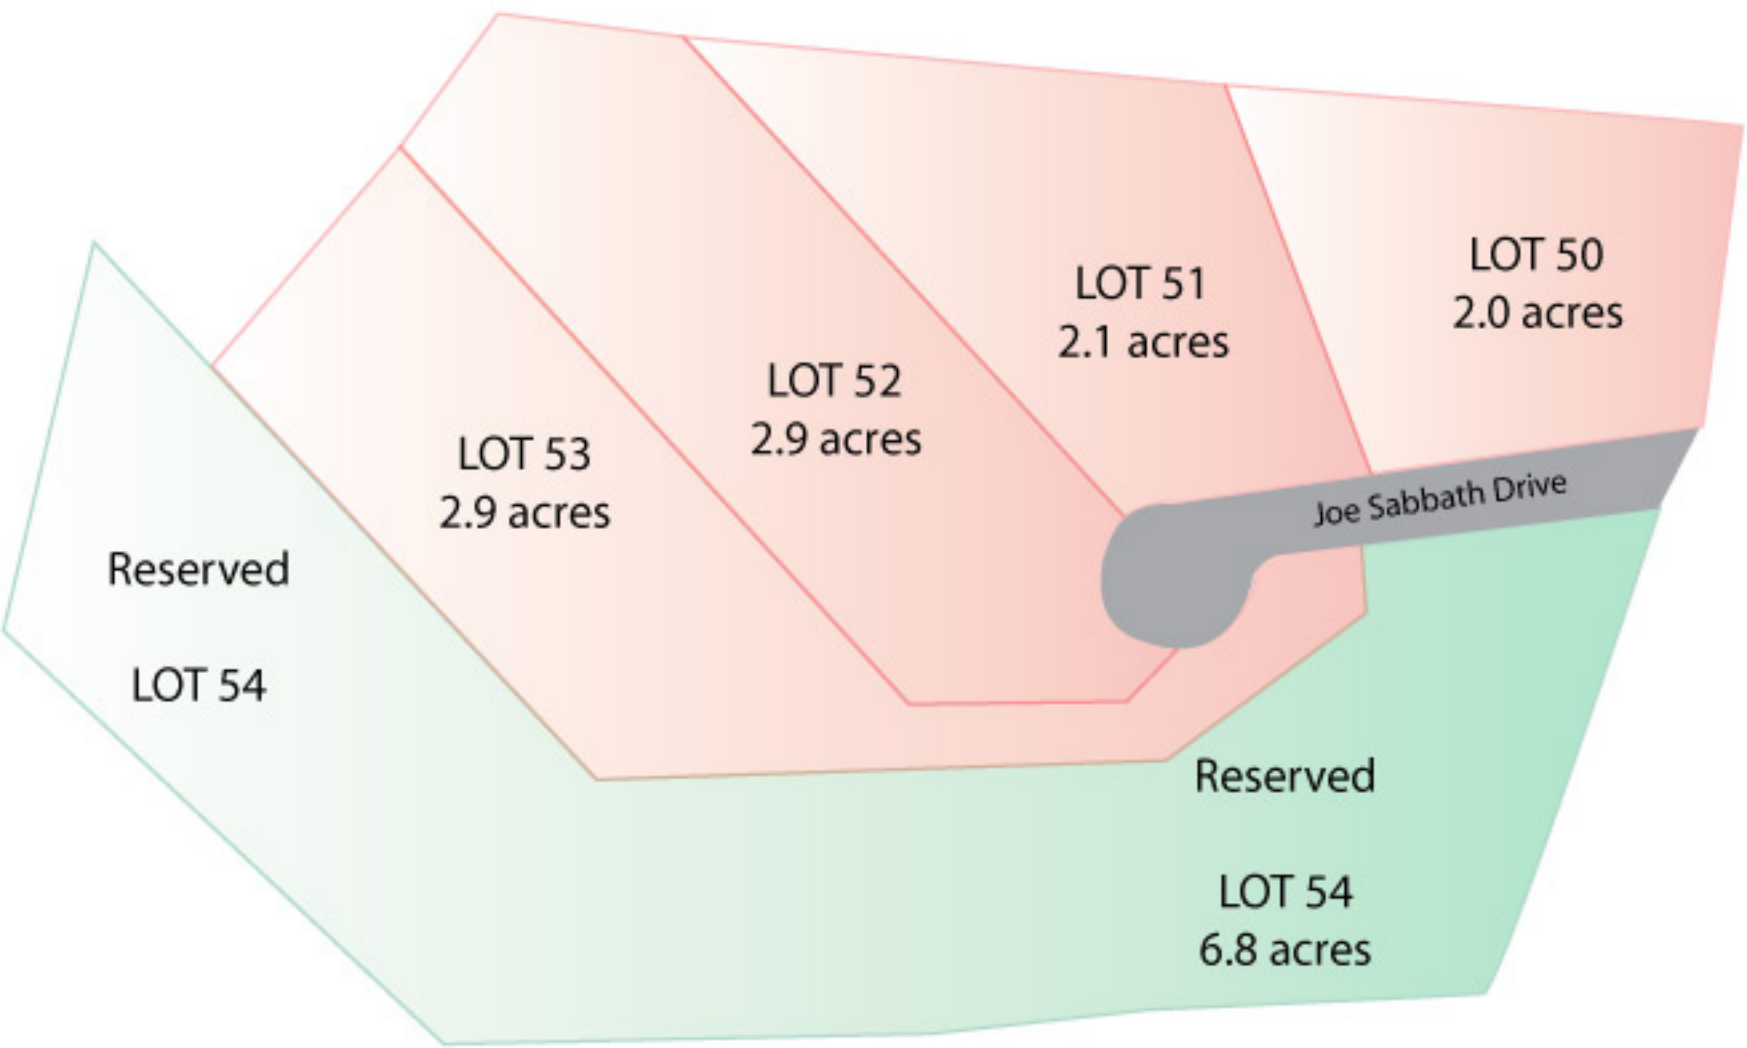 LOT 50
2.0 acres
LOT 51
2.1 acres
LOT 52
2.9 acres
LOT 53
2.9 acres
Joe Sabbath Drive
Reserved
LOT 54
Reserved
LOT 54
6.8 acres